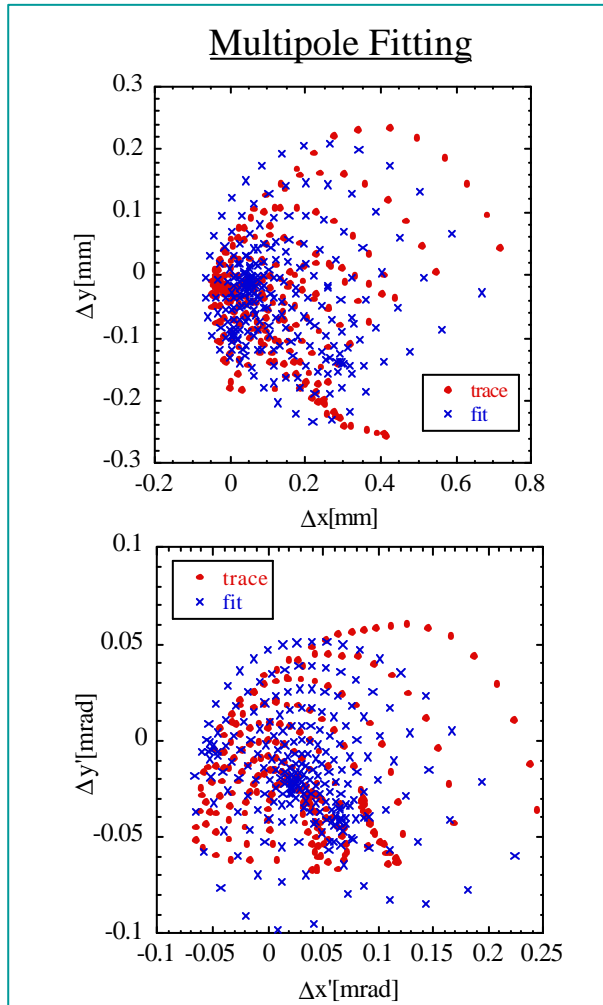 Multipole Fitting
0.3
0.2
0.1
0
-0.1
-0.2
-0.3
Δy[mm]
trace
fit
-0.2 0 0.2 0.4 0.6 0.8
Δx[mm]
0.1
0.05
0
-0.05
-0.1
Δy'[mrad]
trace
fit
-0.1 -0.05 0 0.05 0.1 0.15 0.2 0.25
Δx'[mrad]